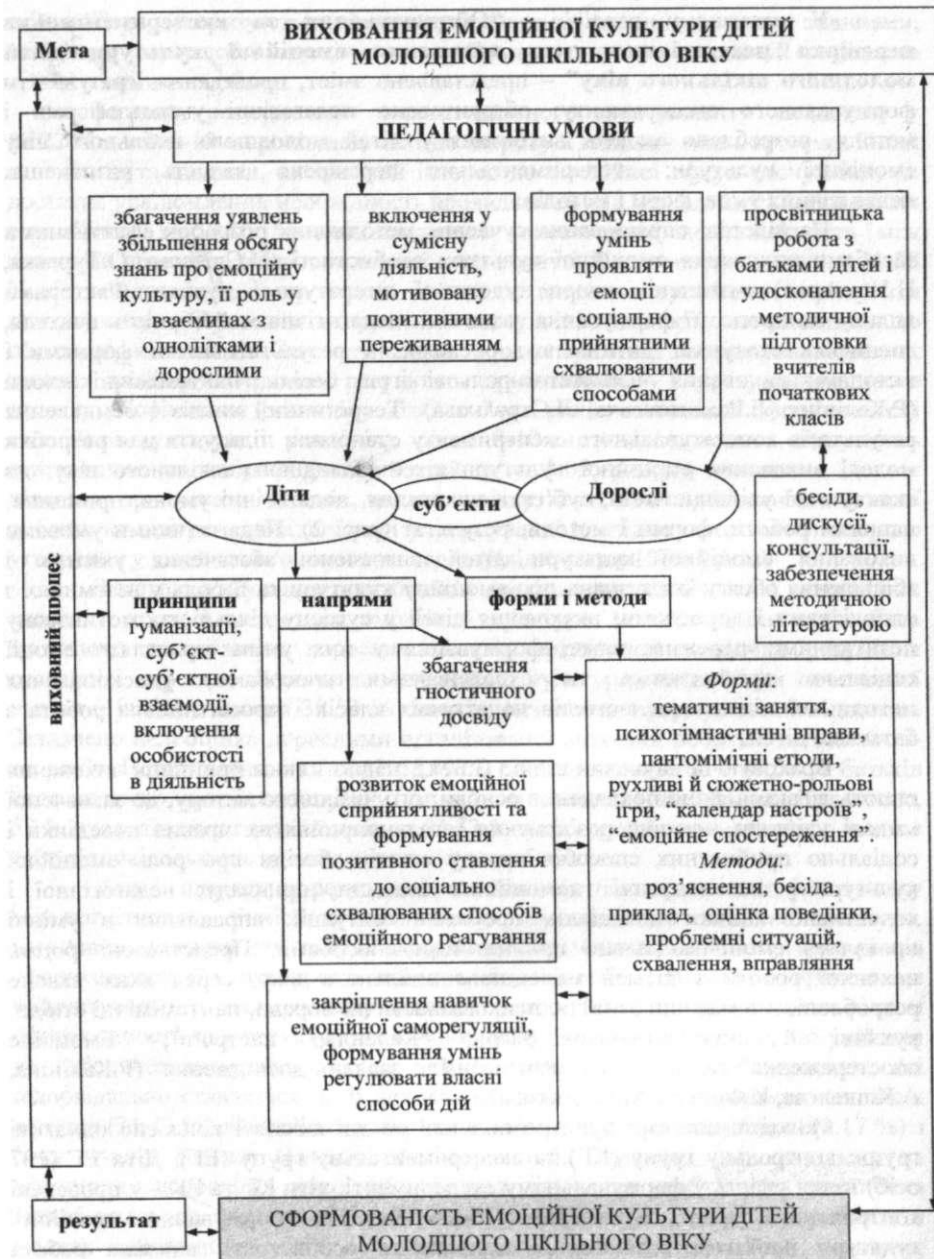 Мета
ВИХОВАННЯ ЕМОЦІЙНОЇ КУЛЬТУРИ ДІТЕЙ
МОЛОДШОГО ШКІЛЬНОГО ВІКУ
ПЕДАГОГІЧНІ УМОВИ
збагачення уявлень
збільшення обсягу
знань про емоційну
культуру, її роль у
взаєминах з
однолітками і
дорослими
включення у
сумісну
діяльність,
мотивовану
позитивними
переживанням
формування
умінь
проявляти
емоції
соціально
прийнятними
схвалюваними
способами
просвітницька
робота з
батьками дітей і
удосконалення
методичної
підготовки
вчителів
початкових
класів
Діти
суб’єкти
Дорослі
бесіди,
дискусії,
консультації,
забезпечення
методичною
літературою
виховний процес
принципи
гуманізації,
суб’єкт-
суб’єктної
взаємодії,
включення
особистості
в діяльність
напрями
форми і методи
збагачення
гностичного
досвіду
розвиток емоційної
сприйнятливості та
формування
позитивного ставлення
до соціально
схвалюваних способів
емоційного реагування
закріплення навичок
емоційної саморегуляції,
формування умінь
регулювати власні
способи дій
Форми:
тематичні заняття,
психогімнастичні вправи,
пантомімічні етюди,
рухливі й сюжетно-рольові
ігри, “календар настроїв”,
“емоційне спостереження”
Методи:
роз’яснення, бесіда,
приклад, оцінка поведінки,
проблемні ситуацій,
схвалення, вправи
результат
СФОРМОВАНІСТЬ ЕМОЦІЙНОЇ КУЛЬТУРИ ДІТЕЙ
МОЛОДШОГО ШКІЛЬНОГО ВІКУ